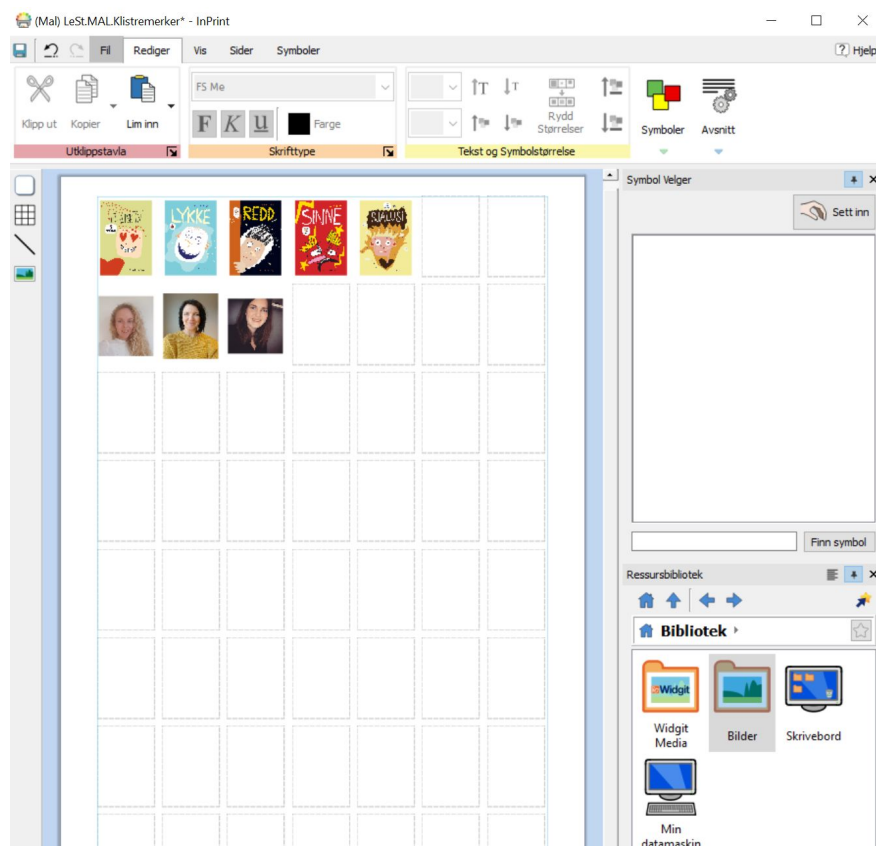 (Mal) LeSt.MAL.Klistremerker* - InPrint
Fil Rediger Vis Sider Symboler
? Hjelp
Klipp ut Kopier Lim inn
Utklippstavla
FS Me
F K u Farge
Skrifttype
Rydd
Størrelser
Tekst og Symbolstørrelse
Symboler Avsnitt
LYKKE REDD SINNE SJALUSI
Symbol Velger
Sett inn
Finn symbol
Ressursbibliotek
Bibliotek
Widgit
Widgit
Media
Bilder
Skrivebord
Min
datamaskin